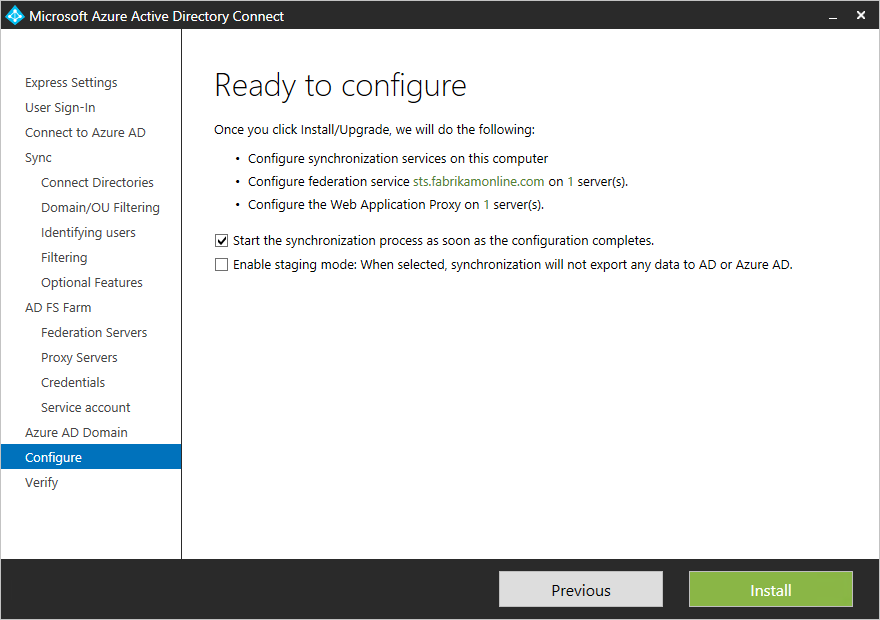 Microsoft Azure Active Directory Connect
Express Settings
User Sign-In
Connect to Azure AD
Sync
Connect Directories
Domain/OU Filtering
Identifying users
Filtering
Optional Features
AD FS Farm
Federation Servers
Proxy Servers
Credentials
Service account
Azure AD Domain
Configure
Verify
Ready to configure
Once you click Install/Upgrade, we will do the following:
• Configure synchronization services on this computer
• Configure federation service sts.fabrikamonline.com on 1 server(s).
• Configure the Web Application Proxy on 1 server(s).
Start the synchronization process as soon as the configuration completes.
Enable staging mode: When selected, synchronization will not export any data to AD or Azure AD.
Previous
Install